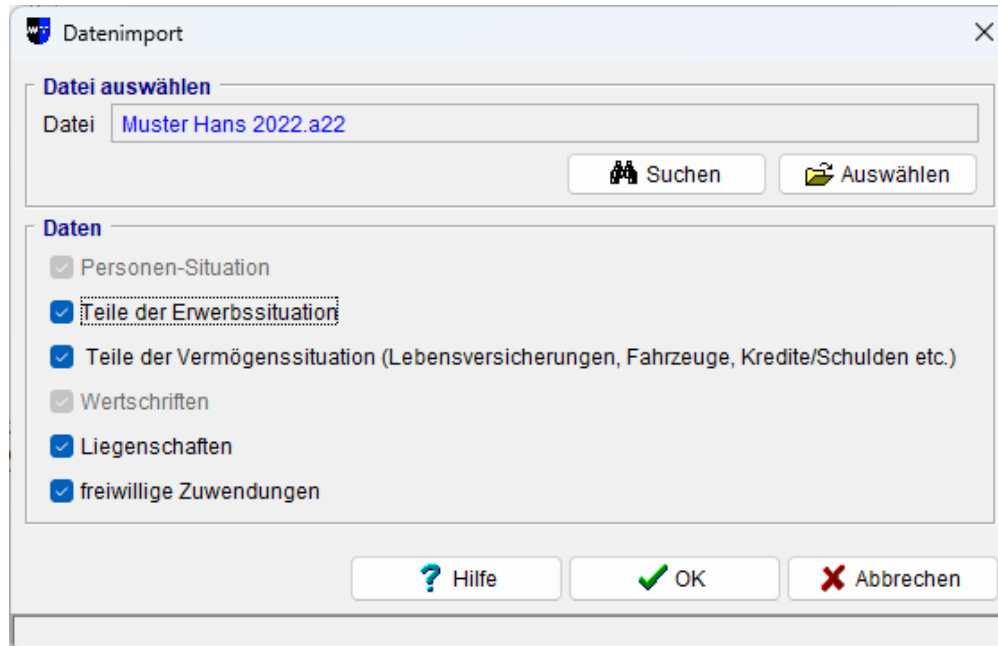 Datenimport
Datei auswählen
Datei Muster Hans 2022.a22
Suchen Auswählen
Daten
Personen-Situation
Teile der Erwerbssituation
Teile der Vermögenssituation (Lebensversicherungen, Fahrzeuge, Kredite/Schulden etc.)
Wertschriften
Liegenschaften
freiwillige Zuwendungen
? Hilfe OK Abbrechen